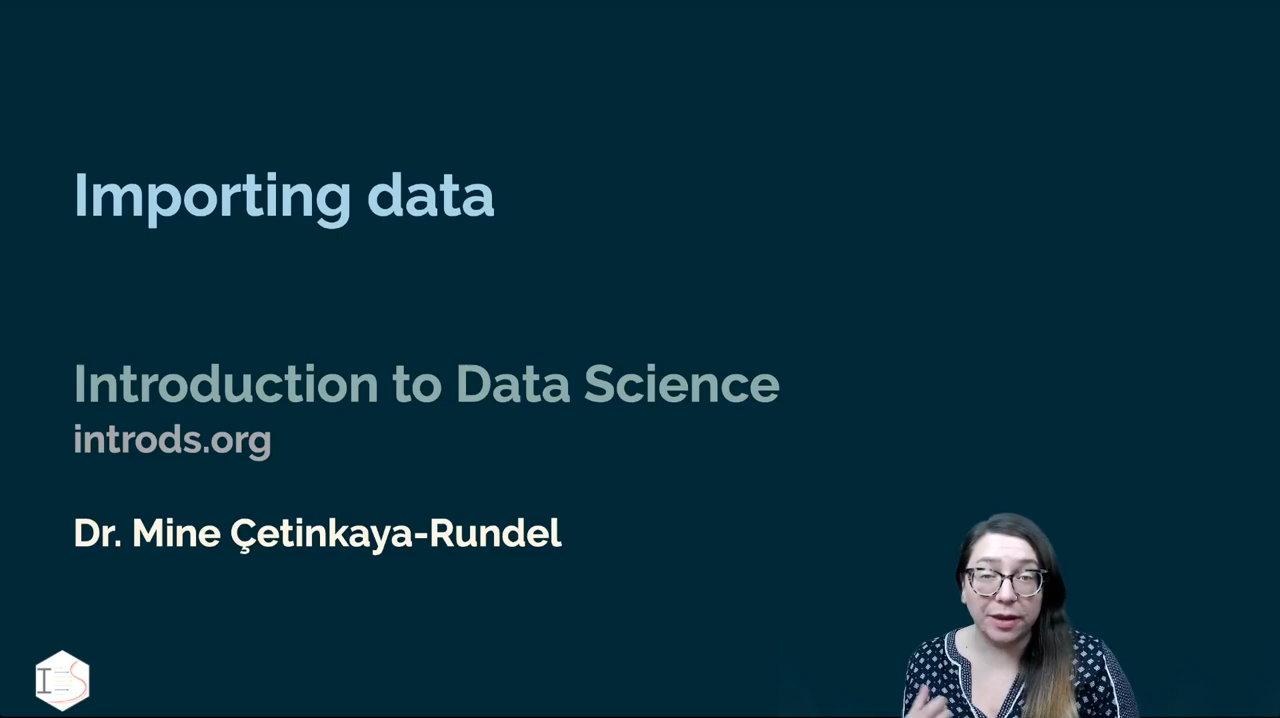 Importing data
Introduction to Data Science
introds.org
Dr. Mine Çetinkaya-Rundel